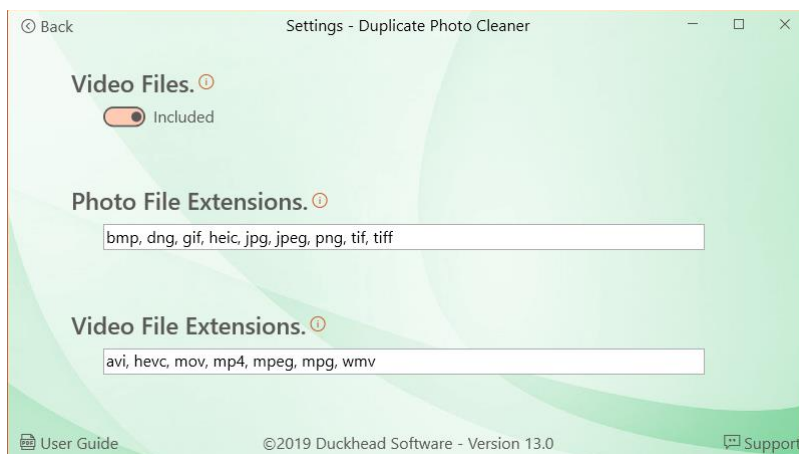 Back
Settings - Duplicate Photo Cleaner
Video Files.
Included
Photo File Extensions.
bmp, dng, gif, heic, jpg, jpeg, png, tif, tiff
Video File Extensions.
avi, hevc, mov, mp4, mpeg, mpg, wmv
User Guide
©2019 Duckhead Software - Version 13.0
Support